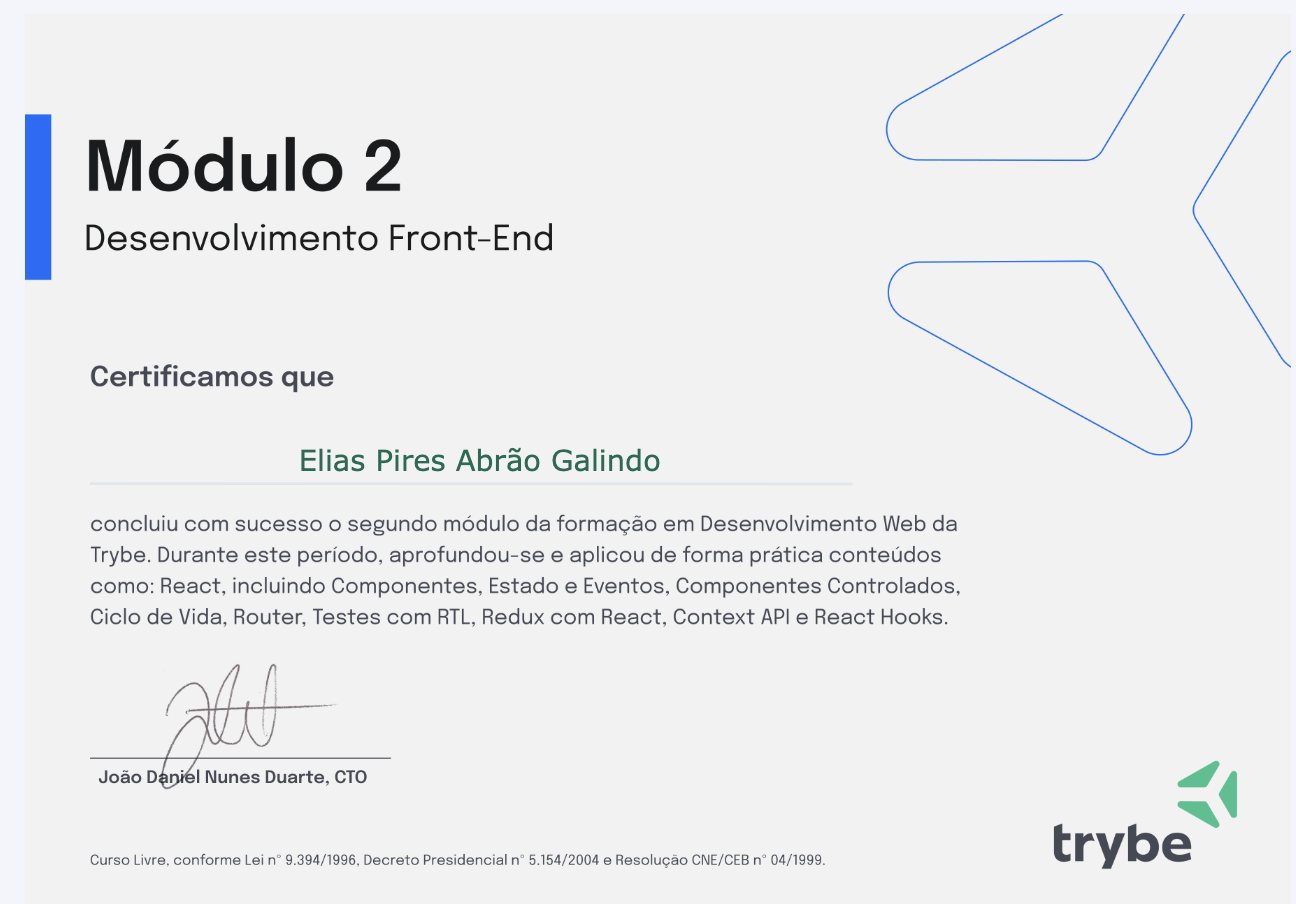 Módulo 2
Desenvolvimento Front-End
Certificamos que
Elias Pires Abrão Galindo
concluiu com sucesso o segundo módulo da formação em Desenvolvimento Web da
Trybe. Durante este período, aprofundou-se e aplicou de forma prática conteúdos
como: React, incluindo Componentes, Estado e Eventos, Componentes Controlados,
Ciclo de Vida, Router, Testes com RTL, Redux com React, Context API e React Hooks.
João Daniel Nunes Duarte, CTO
trybe
Curso Livre, conforme Lei n° 9.394/1996, Decreto Presidencial n° 5.154/2004 e Resolução CNE/CEB n° 04/1999.